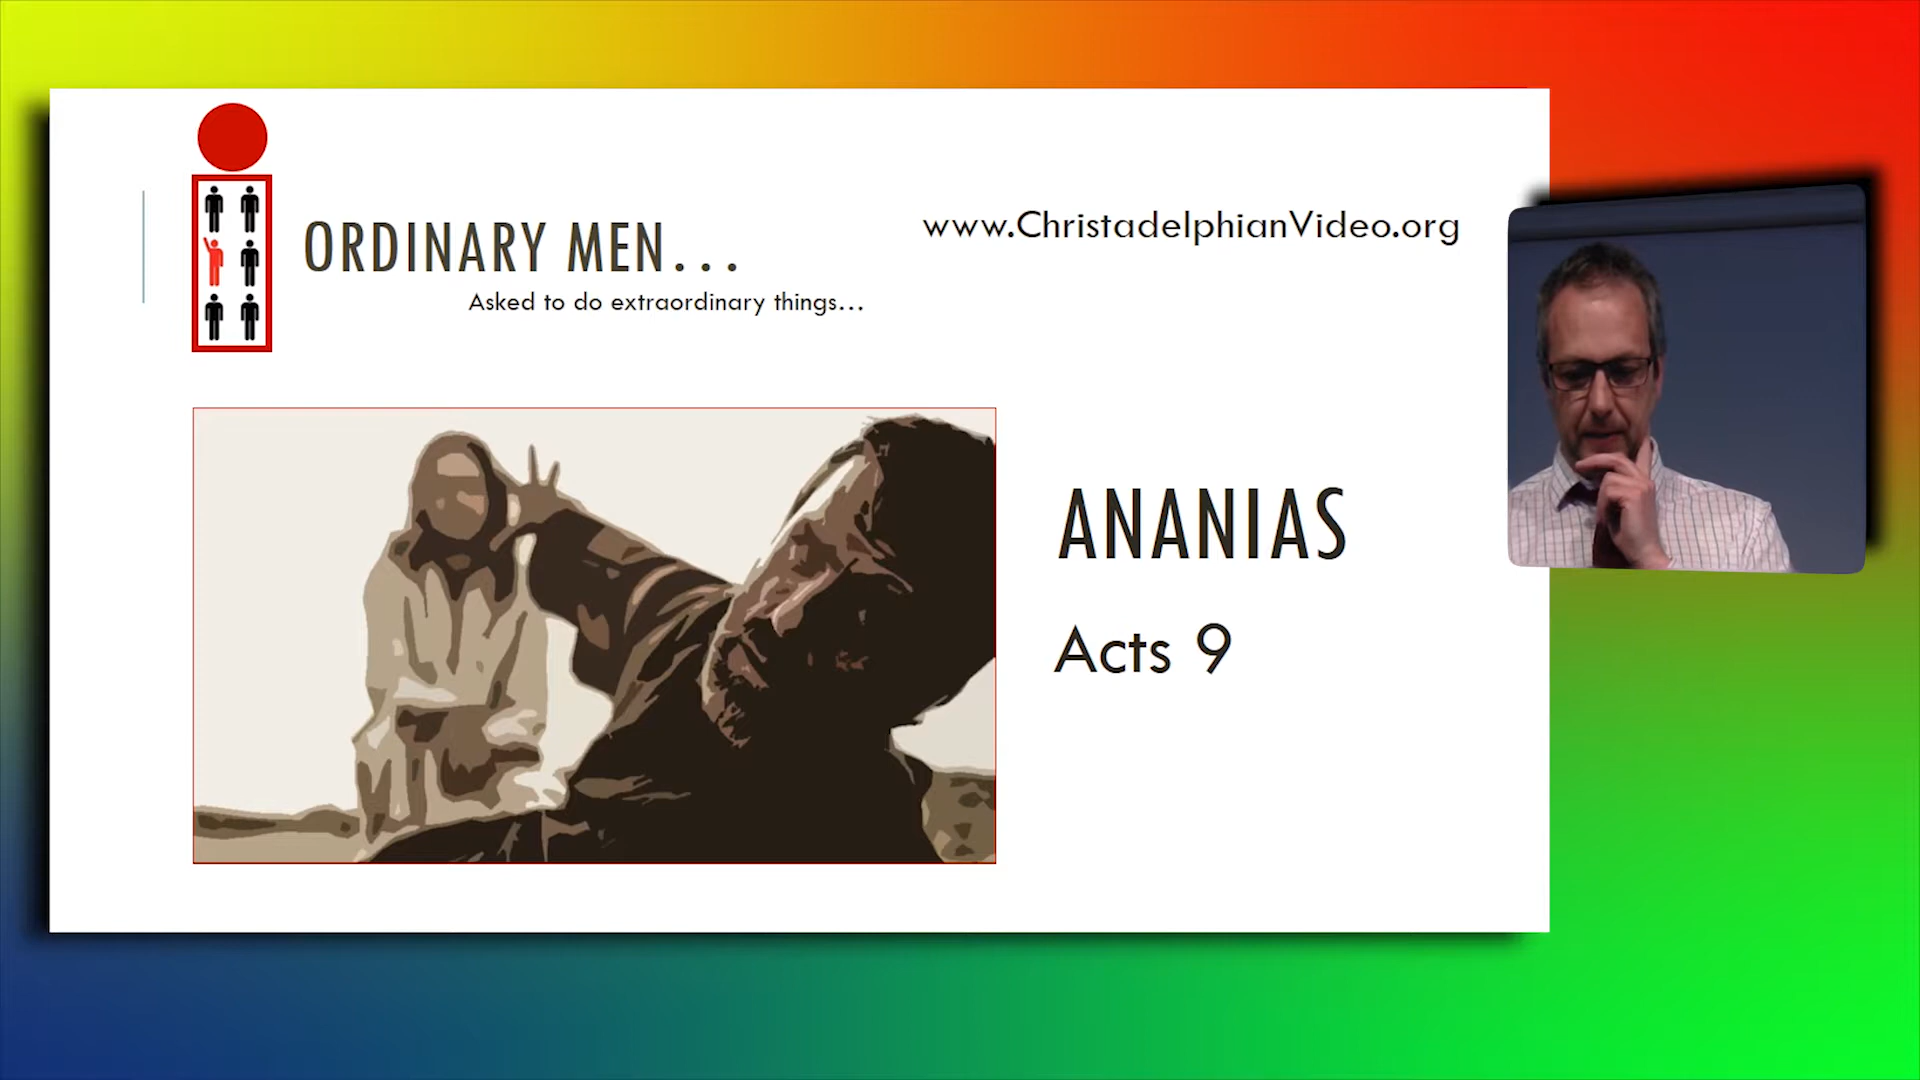 ORDINARY MEN...
Asked to do extraordinary things...
www.ChristadelphianVideo.org
ANANIAS
Acts 9